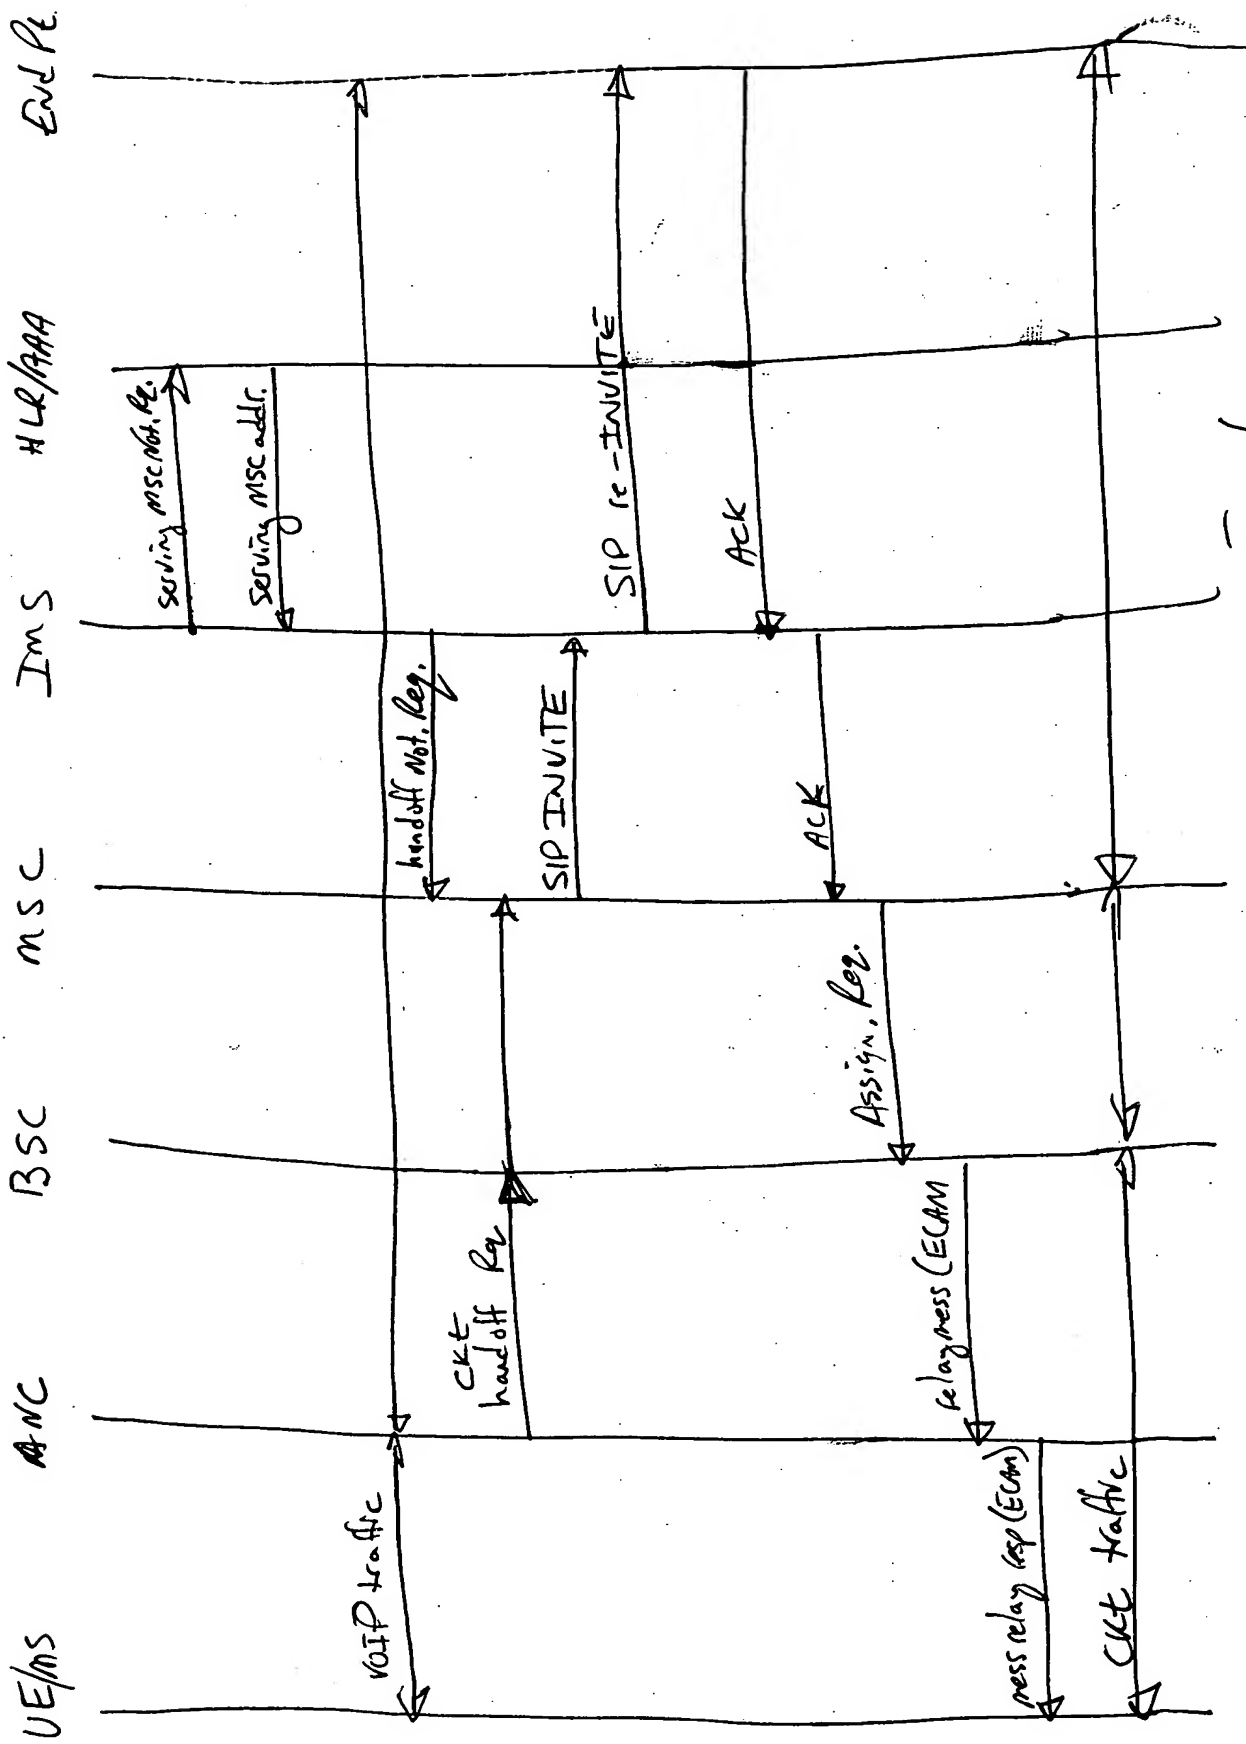 UE/MS
ANC
BSC
MSC
IMS
HLR/AAA
End Pt.
serving MSC Not. Rq.
serving MSC addr.
VOIP traffic
handoff Not. Req.
CKt
handoff Rq
SIP INVITE
SIP re-INVITE
ACK
ACK
Assign. Req.
relay mess (ECAM
mess relay resp (ECAM)
CKt traffic